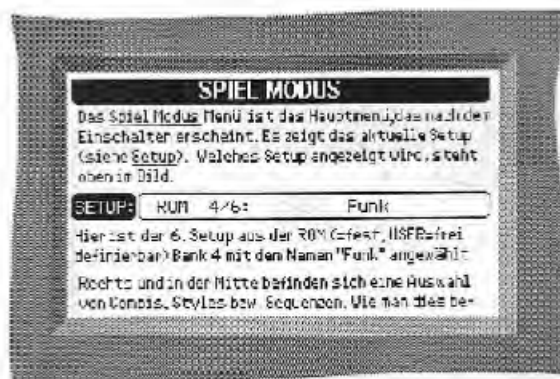 SPIEL MODUS
Das Spiel Modus Menü ist das Hauptmenü, das nach dem
Einschalten erscheint. Es zeigt das aktuelle Setup
(siehe Setup). Welches Setup angezeigt wird, steht
oben im Bild.
SETUP: ROM 4/6: Funk
Hier ist der 6. Setup aus der ROM (=fest, USER=frei
definierbar) Bank 4 mit dem Namen "Funk" angewählt
Rechts und in der Mitte befinden sich eine Auswahl
von Combis, Styles bzw. Sequenzen. Wie man dies be-